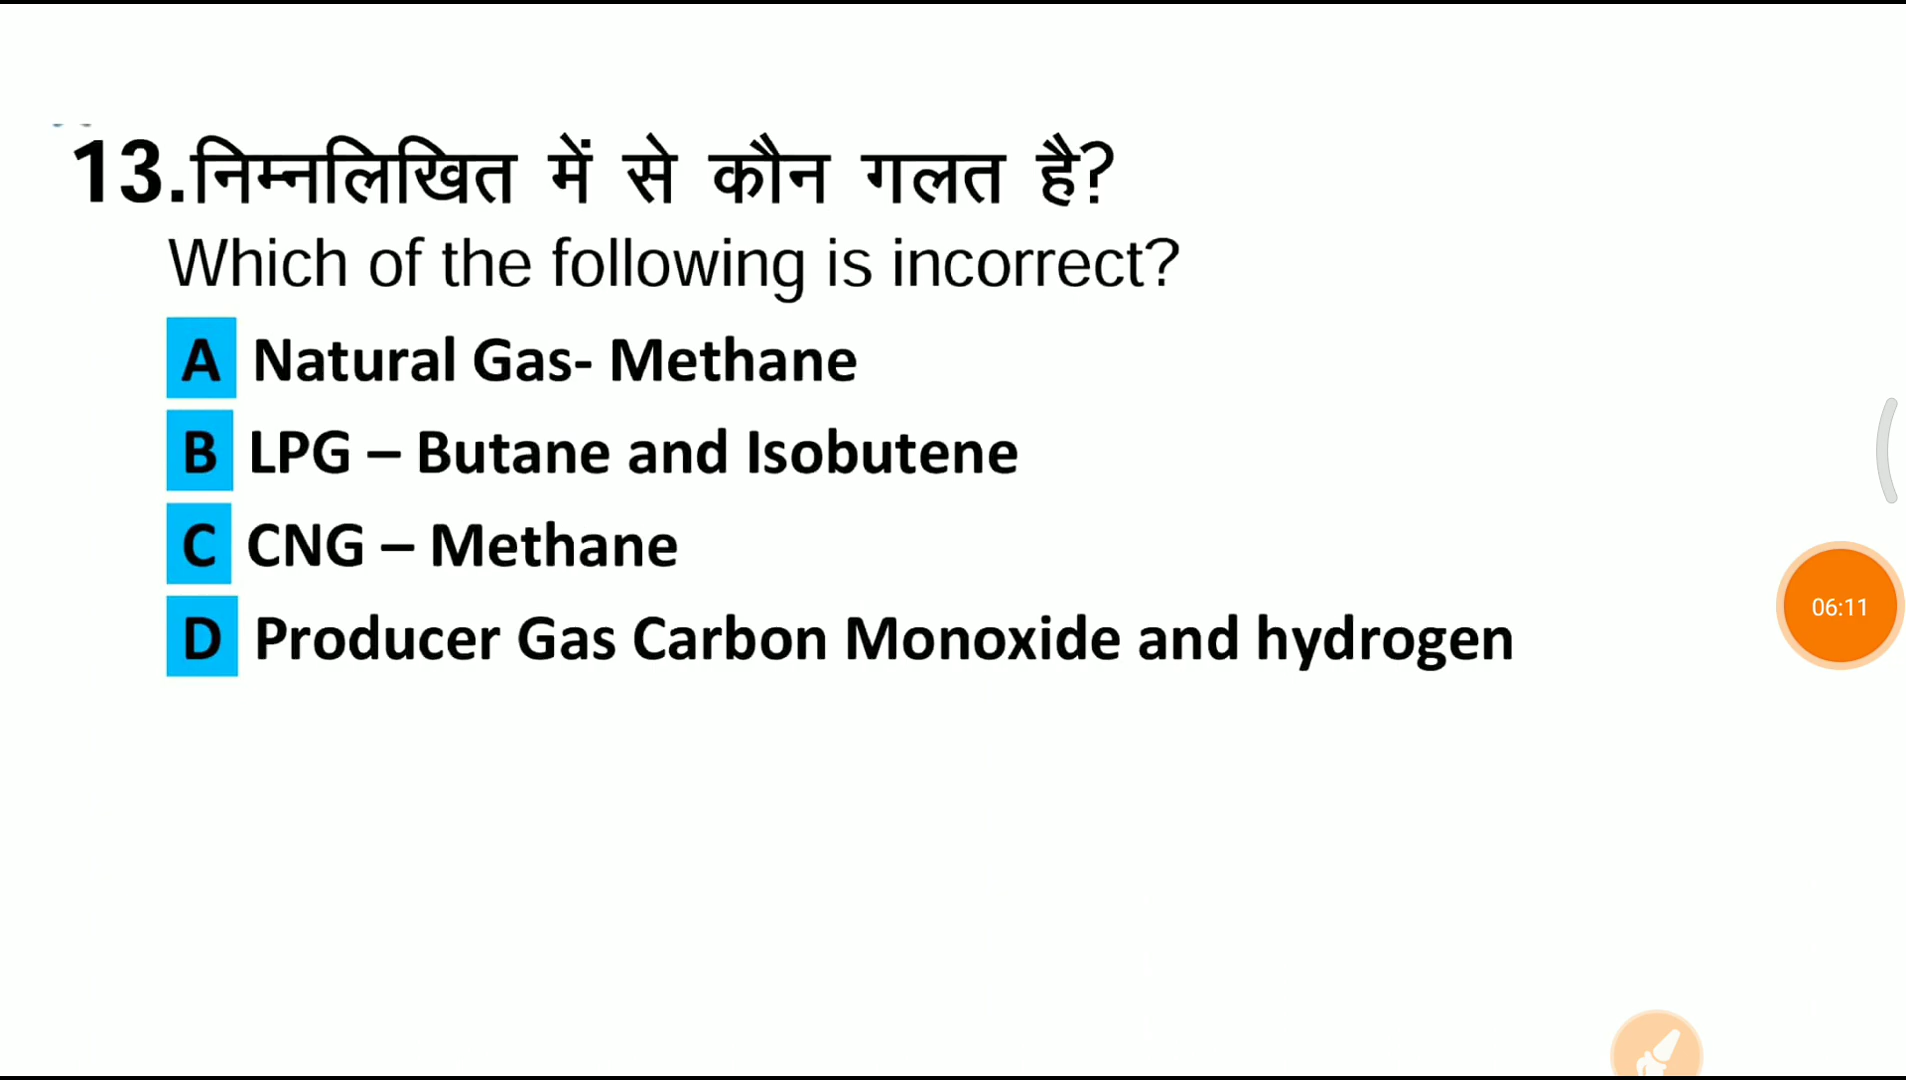 13.निम्नलिखित में से कौन गलत है?
Which of the following is incorrect?
A Natural Gas- Methane
B LPG – Butane and Isobutene
C CNG – Methane
D Producer Gas Carbon Monoxide and hydrogen
06:11